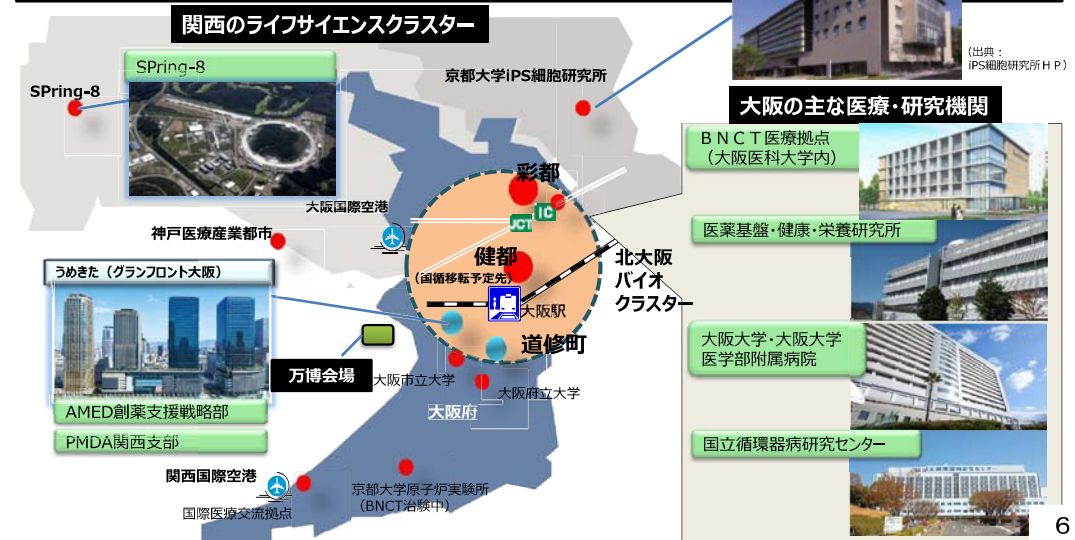 関西のライフサイエンスクラスター
(出典：
iPS細胞研究所ＨＰ)
SPring-8
SPring-8
京都大学iPS細胞研究所
大阪の主な医療・研究機関
ＢＮＣＴ医療拠点
（大阪医科大学内）
彩都
IC
JCT
大阪国際空港
神戸医療産業都市
医薬基盤・健康・栄養研究所
健都
(国循移転予定先)
北大阪
バイオ
クラスター
うめきた（グランフロント大阪）
大阪駅
道修町
大阪大学・大阪大学
医学部附属病院
万博会場
大阪市立大学
大阪府立大学
大阪府
AMED創薬支援戦略部
PMDA関西支部
国立循環器病研究センター
関西国際空港
国際医療交流拠点
京都大学原子炉実験所
（BNCT治験中）
6